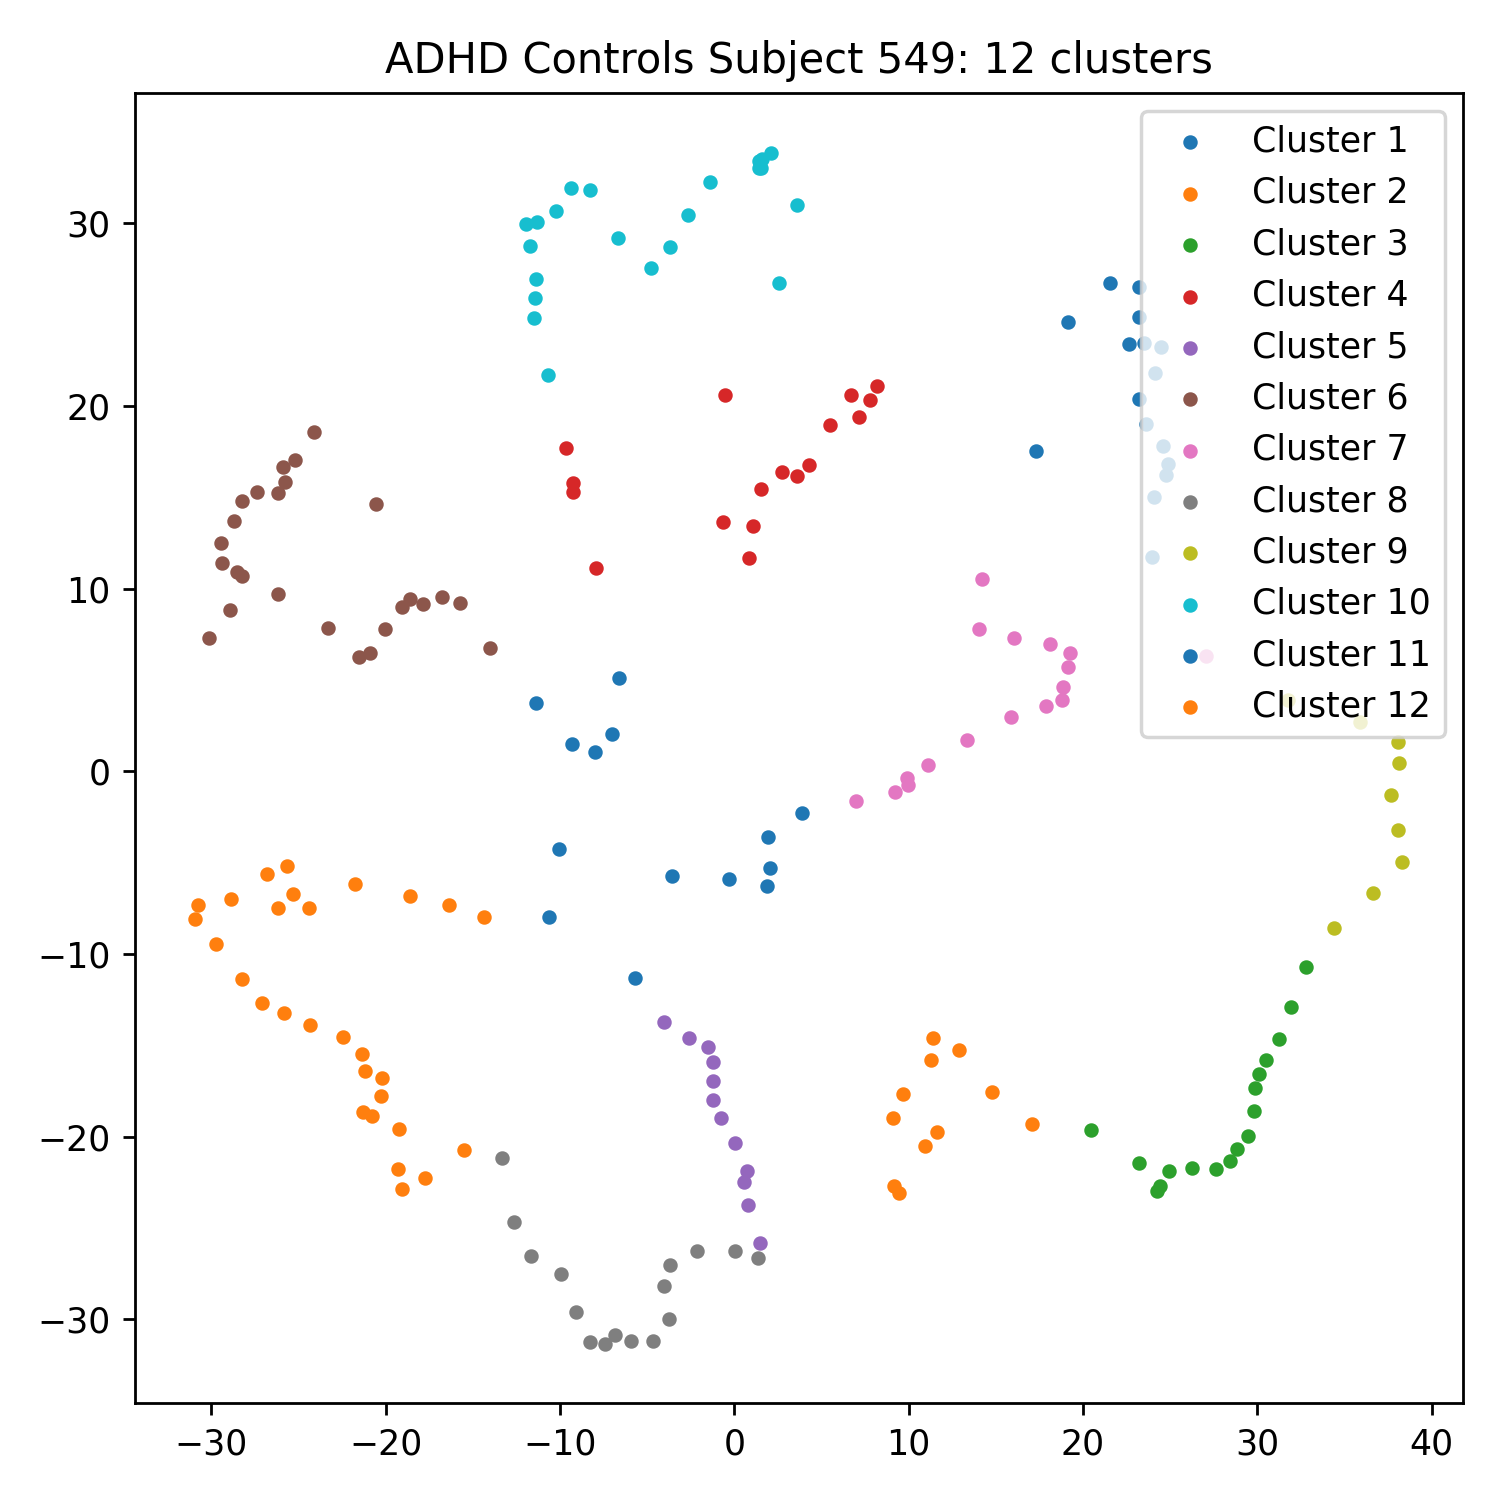 ADHD Controls Subject 549: 12 clusters
Cluster 1
Cluster 2
Cluster 3
Cluster 4
Cluster 5
Cluster 6
Cluster 7
Cluster 8
Cluster 9
Cluster 10
Cluster 11
Cluster 12
30
20
10
0
−10
−20
−30
−30 −20 −10 0 10 20 30 40